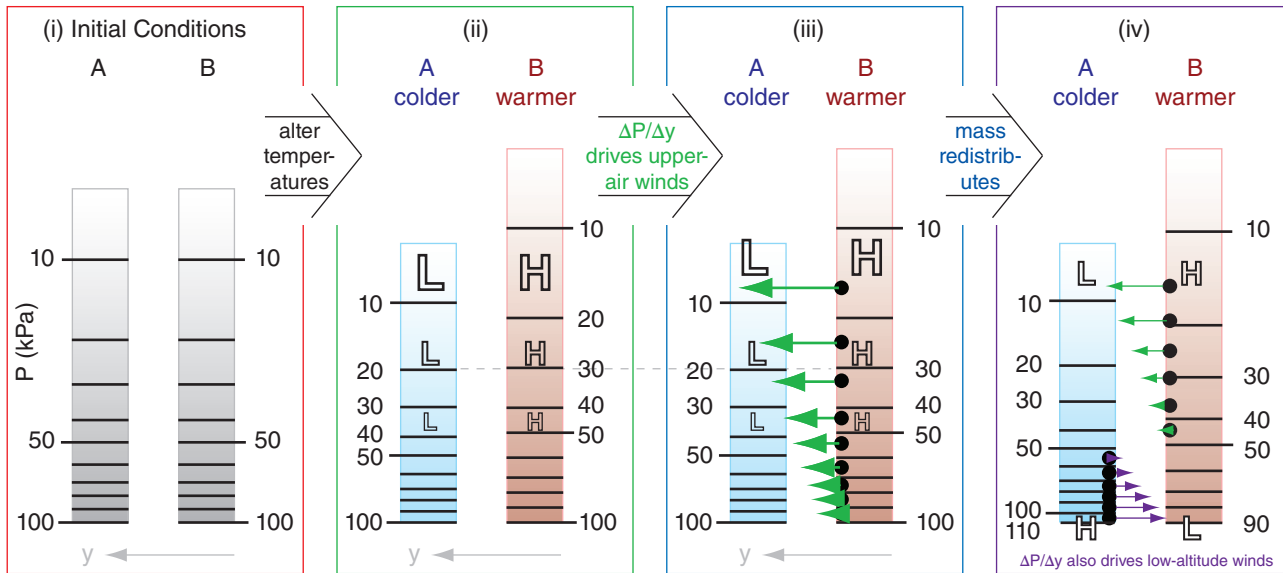 (i) Initial Conditions
A
B
10
10
P (kPa)
50
50
100
100
y
alter
temper-
atures
(ii)
A
colder
B
warmer
L
H
10
10
20
L
H
20
30
30
40
L
H
40
50
50
100
100
y
ΔP/Δy
drives upper-
air winds
(iii)
A
colder
B
warmer
L
H
10
10
L
H
20
30
30
40
L
H
40
50
50
100
100
y
mass
redistrib-
utes
(iv)
A
colder
B
warmer
10
L
H
10
20
30
30
40
50
50
100
110
H
L
90
ΔP/Δy also drives low-altitude winds